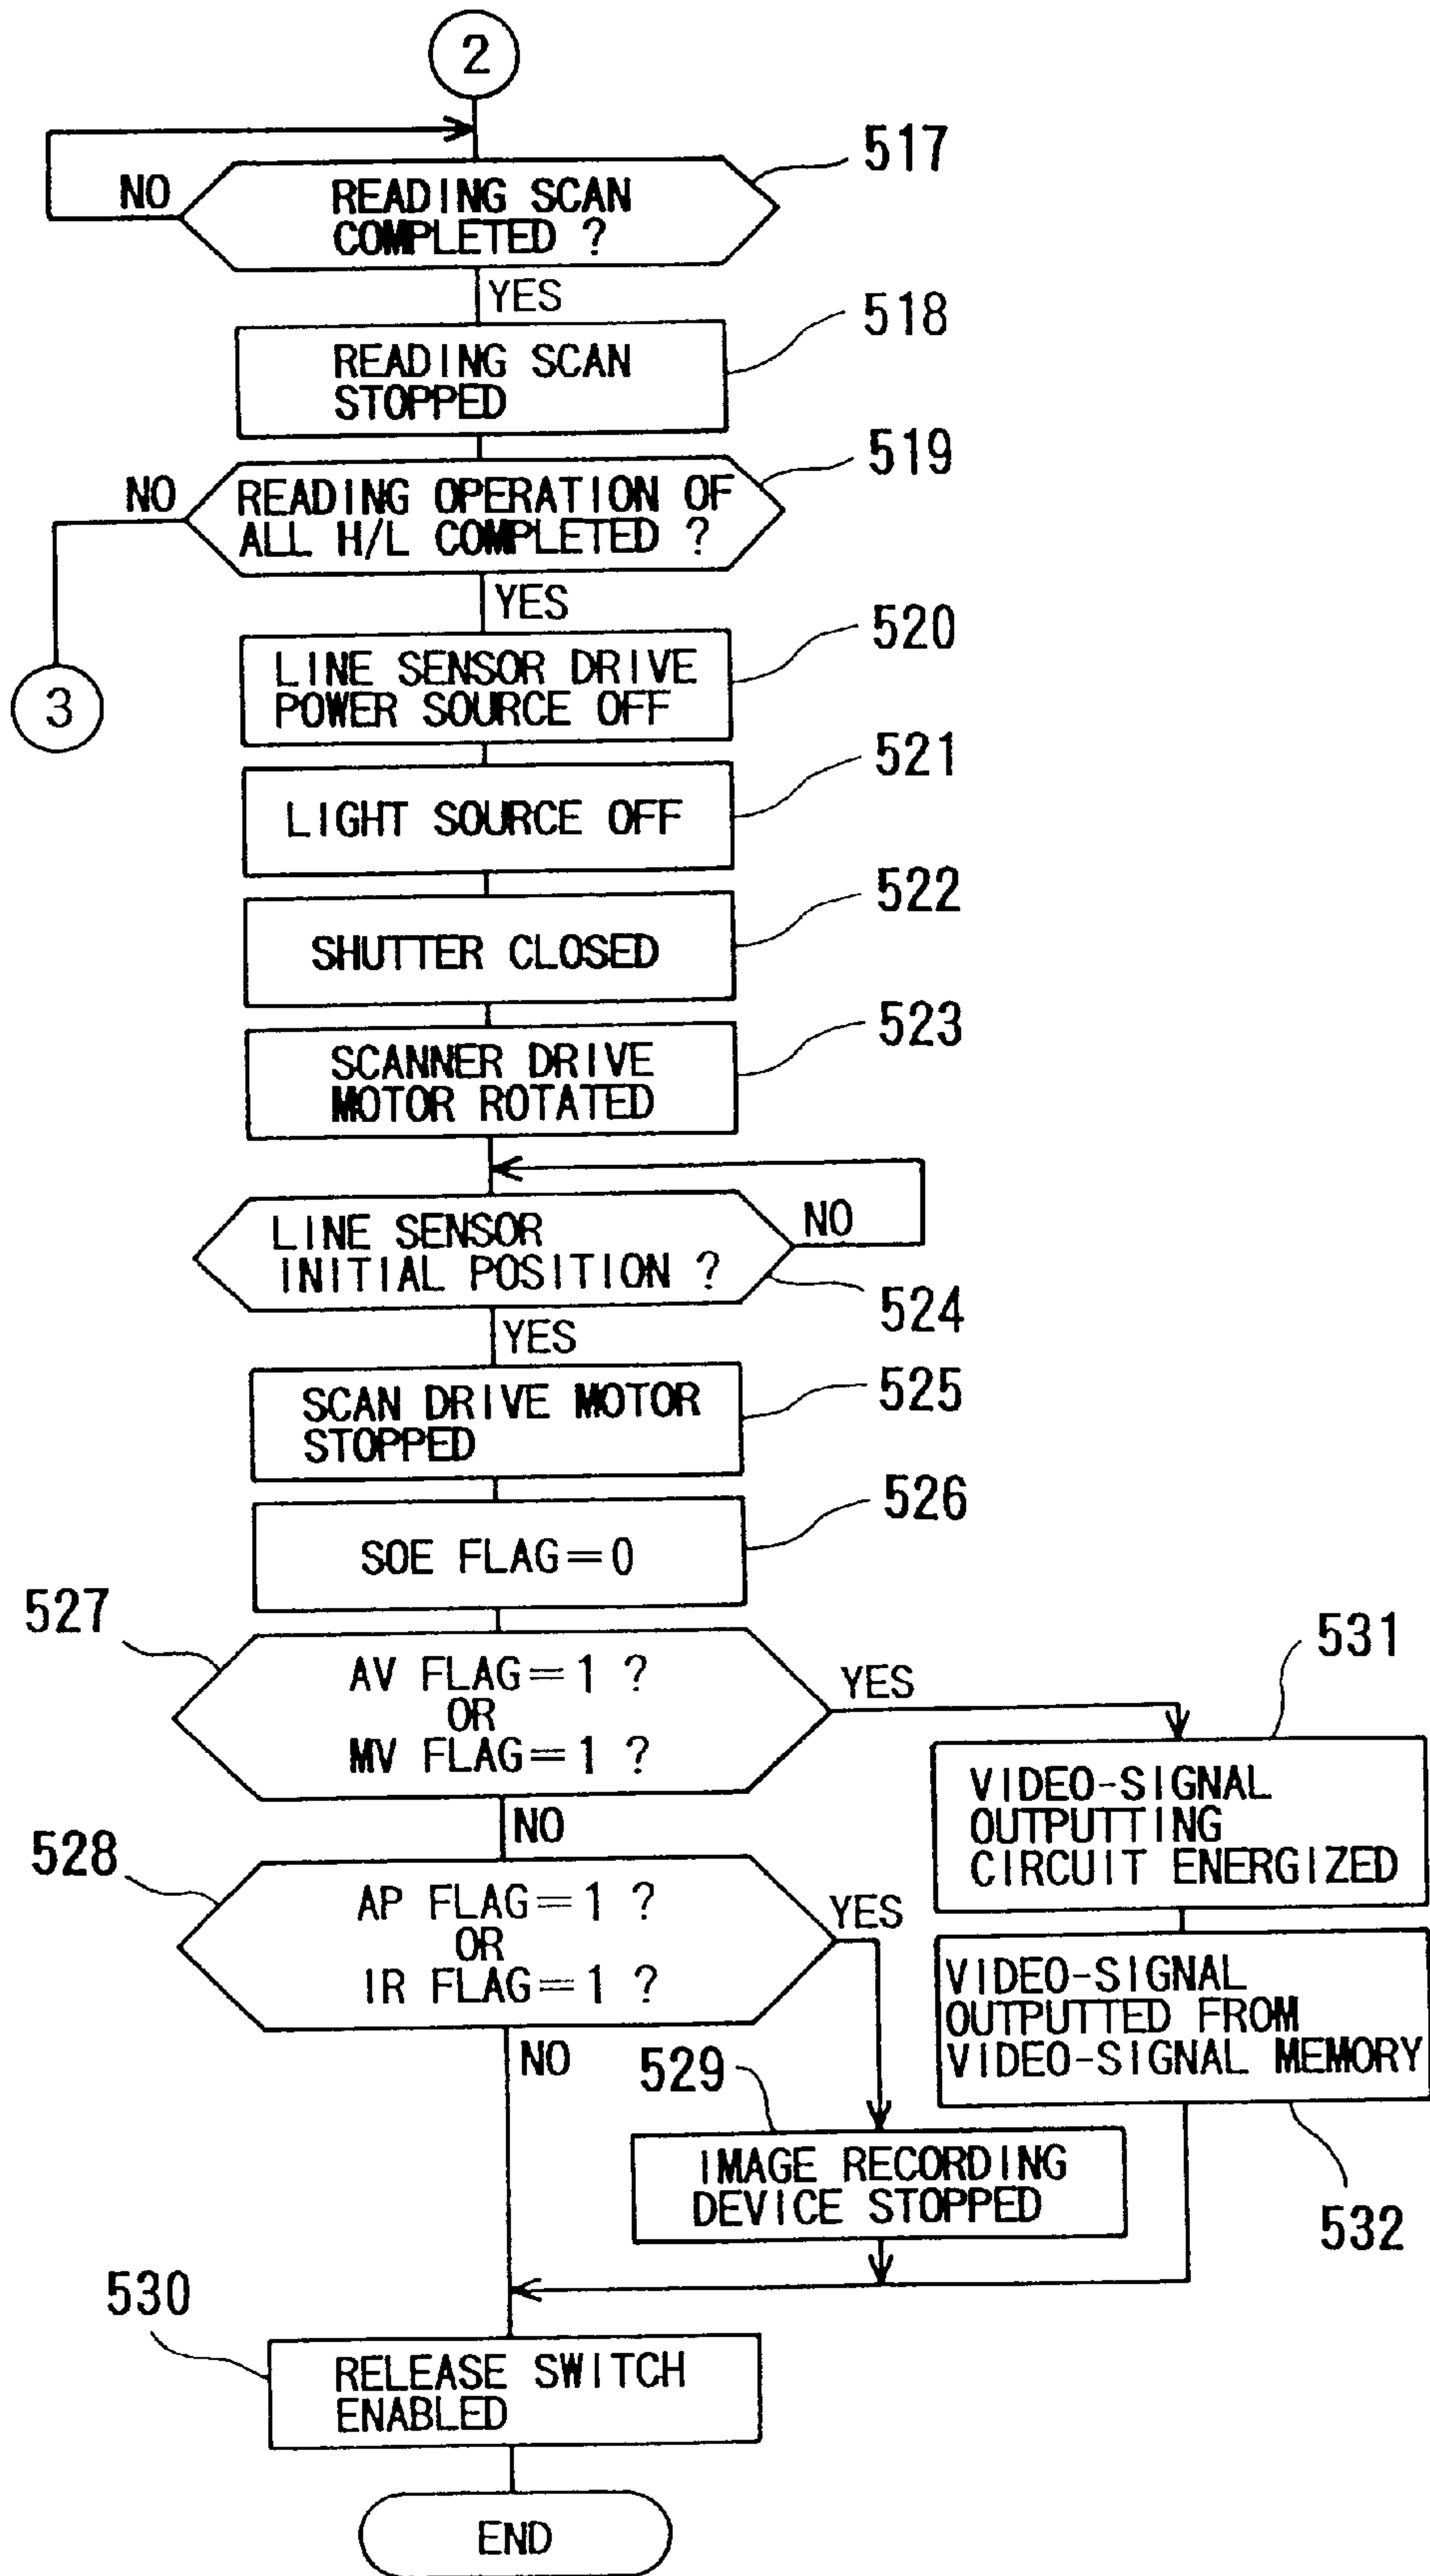 2
517
NO
READING SCAN
COMPLETED ?
YES
518
READING SCAN
STOPPED
519
NO
READING OPERATION OF
ALL H/L COMPLETED ?
YES
3
520
LINE SENSOR DRIVE
POWER SOURCE OFF
521
LIGHT SOURCE OFF
522
SHUTTER CLOSED
523
SCANNER DRIVE
MOTOR ROTATED
LINE SENSOR
INITIAL POSITION ?
NO
524
YES
525
SCAN DRIVE MOTOR
STOPPED
526
SOE FLAG=0
527
AV FLAG=1 ?
OR
MV FLAG=1 ?
YES
531
NO
VIDEO-SIGNAL
OUTPUTTING
CIRCUIT ENERGIZED
528
AP FLAG=1 ?
OR
IR FLAG=1 ?
YES
NO
VIDEO-SIGNAL
OUTPUTTED FROM
VIDEO-SIGNAL MEMORY
529
IMAGE RECORDING
DEVICE STOPPED
532
530
RELEASE SWITCH
ENABLED
END